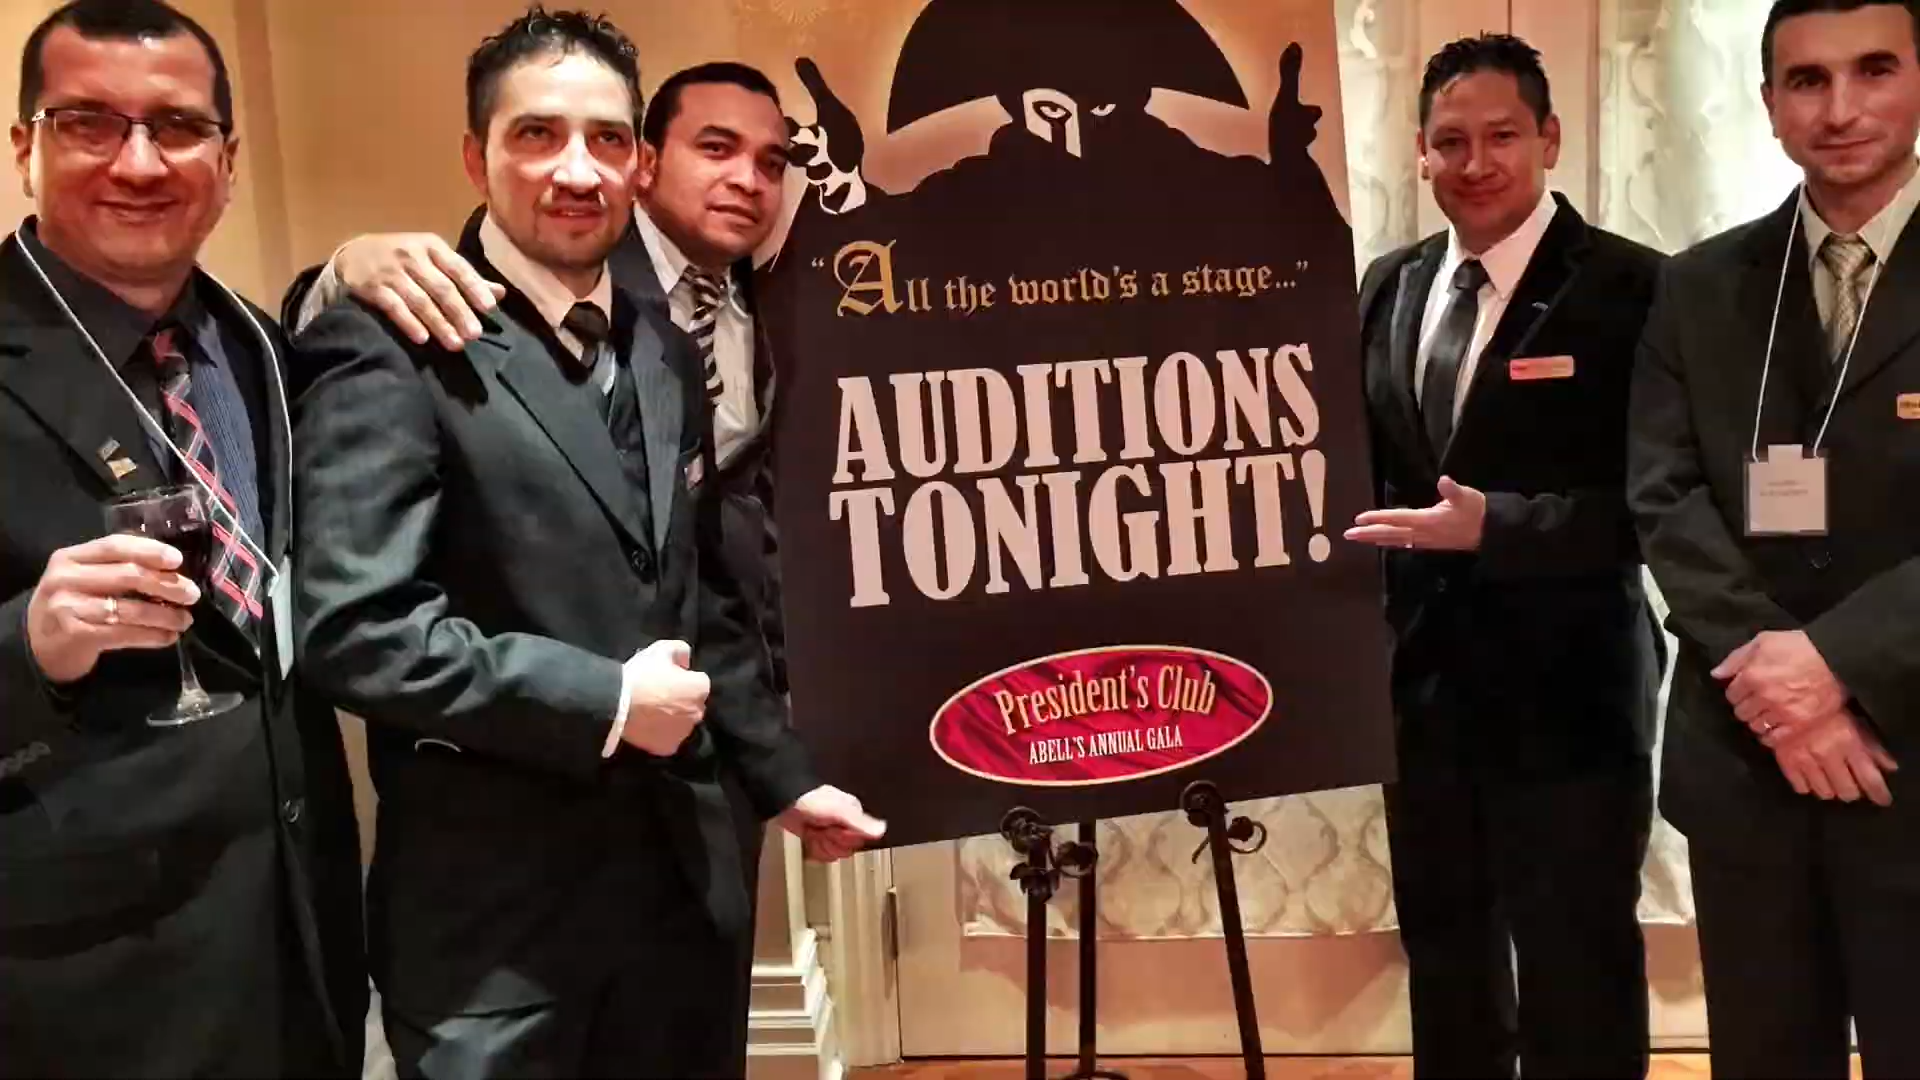 "All the world's a stage..."
AUDITIONS
TONIGHT!
President's Club
ABELL'S ANNUAL GALA